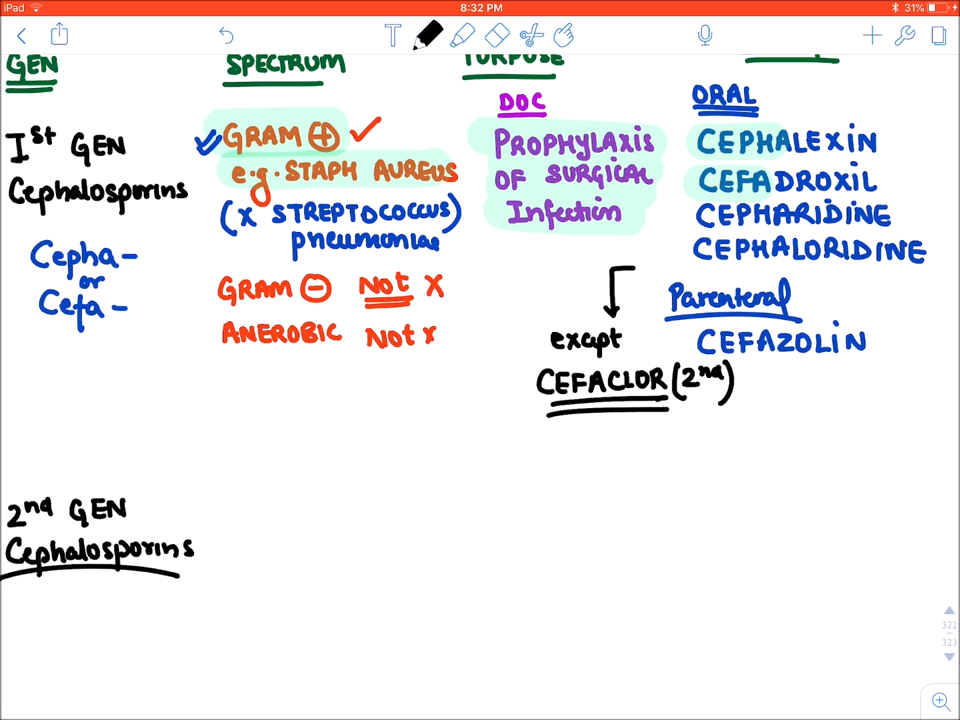 iPad 8:32 PM 31%
GEN SPECTRUM PURPOSE
Ist GEN
Cephalosporins
Cepha-
or
Cefa-
GRAM +
e.g. STAPH AUREUS
(X STREPTOCOCCUS)
pneumoniae
GRAM - NoT X
ANEROBIC NoT X
DOC
PROPHYLAXIS
OF SURGICAL
Infection
exapt
CEFACLOR (2nd)
ORAL
CEPHALEXIN
CEFADROXIL
CEPHARIDINE
CEPHALORIDINE
Parenteral
CEFAZOLIN
2nd GEN
Cephalosporins
322
323